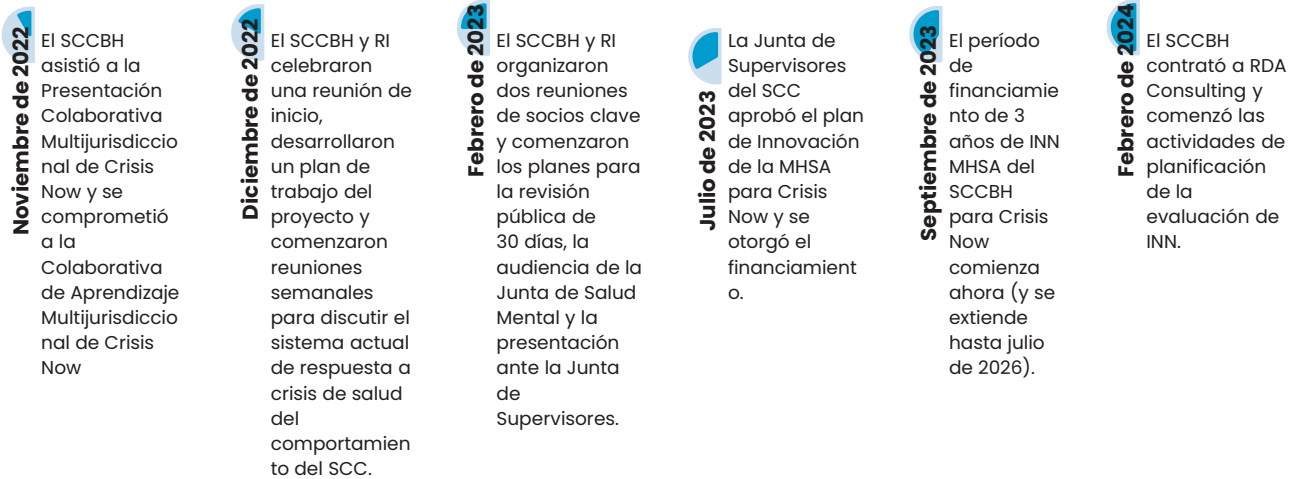 Noviembre de 2022
El SCCBH
asistió a la
Presentación
Colaborativa
Multijurisdiccio
nal de Crisis
Now y se
comprometió
a la
Colaborativa
de Aprendizaje
Multijurisdiccio
nal de Crisis
Now
Diciembre de 2022
El SCCBH y RI
celebraron
una reunión de
inicio,
desarrollaron
un plan de
trabajo del
proyecto y
comenzaron
reuniones
semanales
para discutir el
sistema actual
de respuesta a
crisis de salud
del
comportamien
to del SCC.
Febrero de 2023
El SCCBH y RI
organizaron
dos reuniones
de socios clave
y comenzaron
los planes para
la revisión
pública de
30 días, la
audiencia de la
Junta de Salud
Mental y la
presentación
ante la Junta
de
Supervisores.
Julio de 2023
La Junta de
Supervisores
del SCC
aprobó el plan
de Innovación
de la MHSA
para Crisis
Now y se
otorgó el
financiamient
o.
Septiembre de 2023
El período
de
financiamie
nto de 3
años de INN
MHSA del
SCCBH
para Crisis
Now
comienza
ahora (y se
extiende
hasta julio
de 2026).
Febrero de 2024
El SCCBH
contrató a RDA
Consulting y
comenzó las
actividades de
planificación
de la
evaluación de
INN.